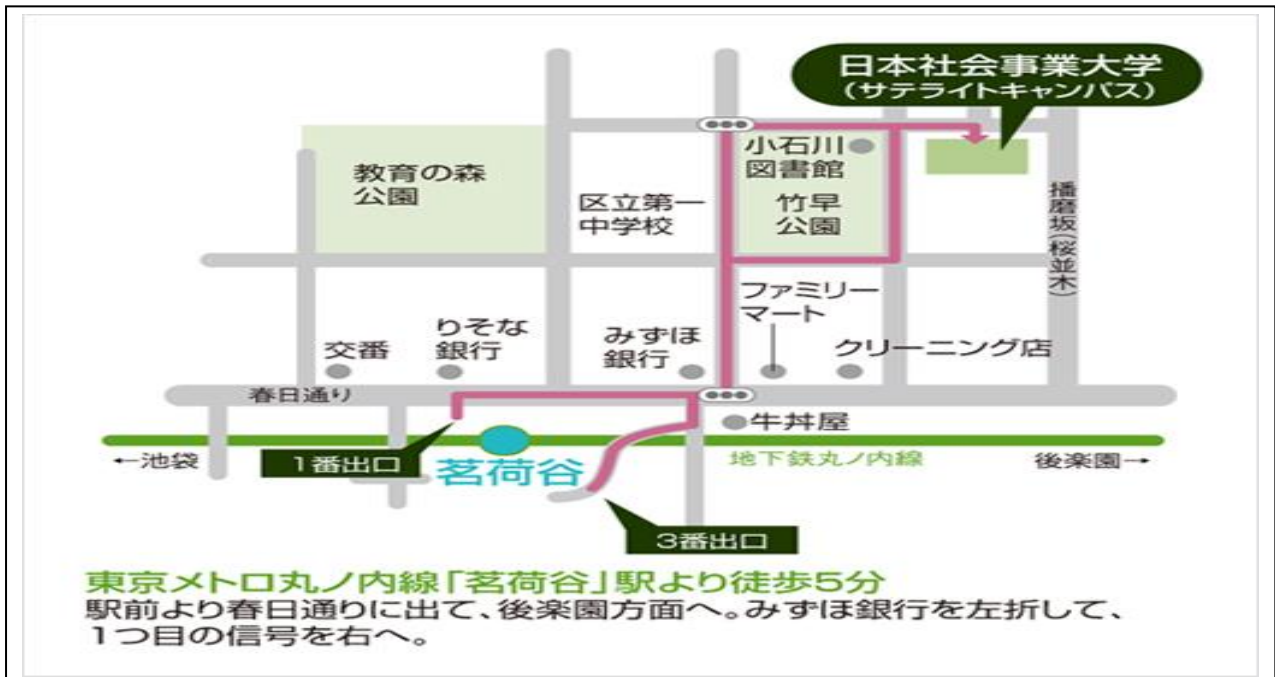 日本社会事業大学
(サテライトキャンパス)
教育の森
公園
区立第一
中学校
小石川
図書館
竹早
公園
播磨坂(桜並木)
ファミリー
マート
りそな
銀行
みずほ
銀行
交番
クリーニング店
春日通り
牛丼屋
←池袋
1番出口
茗荷谷
地下鉄丸ノ内線
後楽園→
3番出口
東京メトロ丸ノ内線「茗荷谷」駅より徒歩5分
駅前より春日通りに出て、後楽園方面へ。みずほ銀行を左折して、
1つ目の信号を右へ。